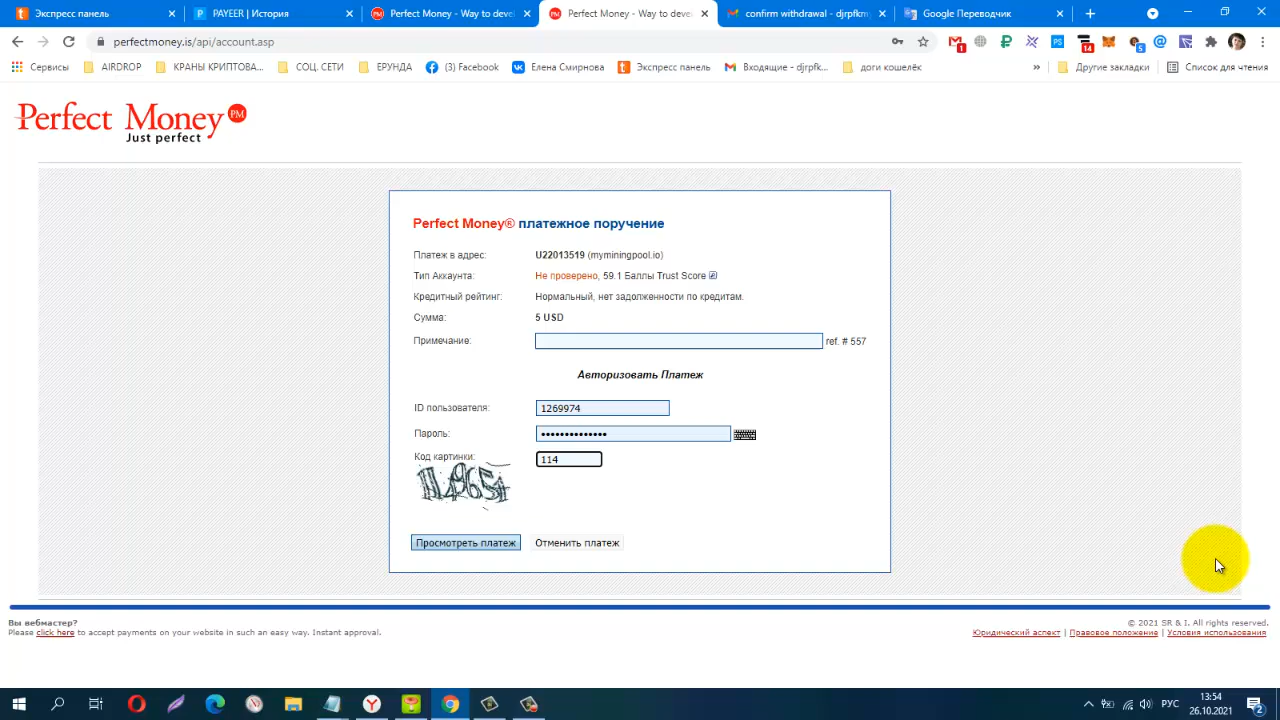 Экспресс панель
PAYEER | История
Perfect Money - Way to deve
Perfect Money - Way to deve
confirm withdrawal - djrpfkm
Google Переводчик
perfectmoney.is/api/account.asp
1
14
5
Сервисы
AIRDROP
КРАНЫ КРИПТОВА...
СОЦ. СЕТИ
ЕРУНДА
(3) Facebook
Елена Смирнова
Экспресс панель
Входящие - djrpfk...
доги кошелёк
»
Другие закладки
Список для чтения
Perfect Money PM
Just perfect
Perfect Money® платежное поручение
Платеж в адрес: U22013519 (myminingpool.io)
Тип Аккаунта: Не проверено, 59.1 Баллы Trust Score
Кредитный рейтинг: Нормальный, нет задолженности по кредитам.
Сумма: 5 USD
Примечание: ref. # 557
Авторизовать Платеж
ID пользователя: 1269974
Пароль: ••••••••••••••
Код картинки: 114
Просмотреть платеж
Отменить платеж
Вы вебмастер?
Please click here to accept payments on your website in such an easy way. Instant approval.
© 2021 SR & I. All rights reserved.
Юридический аспект | Правовое положение | Условия использования
РУС
13:54
26.10.2021
2